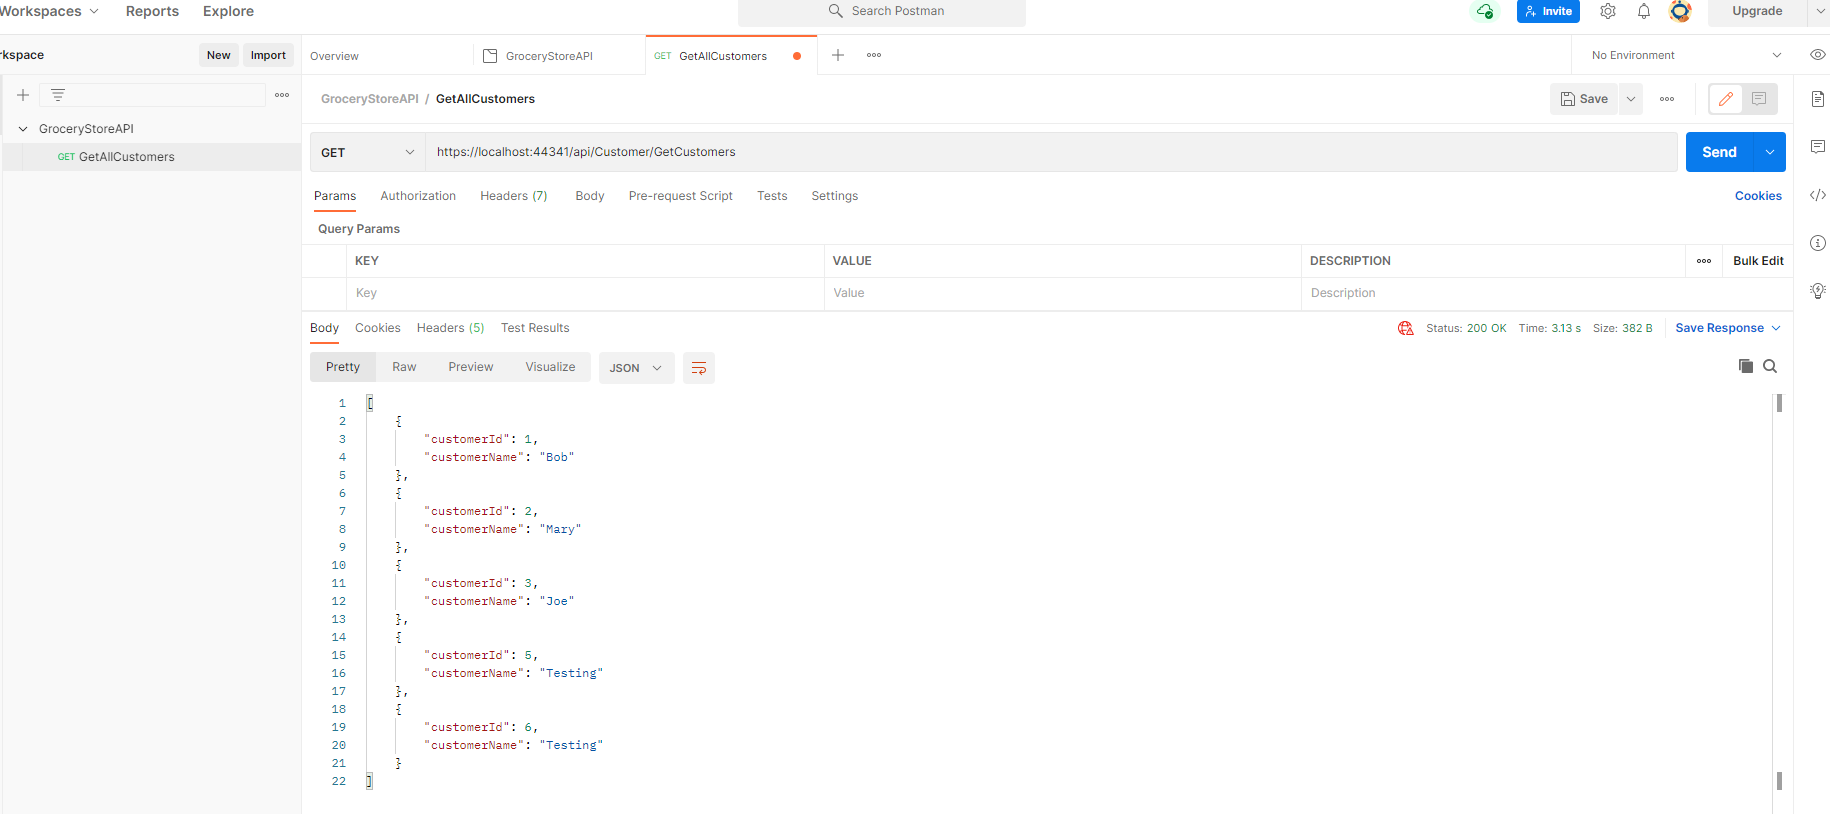 Workspaces Reports Explore Search Postman Invite Upgrade
rkspace New Import Overview GroceryStoreAPI GET GetAllCustomers No Environment
GroceryStoreAPI / GetAllCustomers Save
GroceryStoreAPI
GET GetAllCustomers
GET https://localhost:44341/api/Customer/GetCustomers Send
Params Authorization Headers (7) Body Pre-request Script Tests Settings Cookies
Query Params
KEY VALUE DESCRIPTION Bulk Edit
Key Value Description
Body Cookies Headers (5) Test Results Status: 200 OK Time: 3.13 s Size: 382 B Save Response
Pretty Raw Preview Visualize JSON
1 [
2 {
3 "customerId": 1,
4 "customerName": "Bob"
5 },
6 {
7 "customerId": 2,
8 "customerName": "Mary"
9 },
10 {
11 "customerId": 3,
12 "customerName": "Joe"
13 },
14 {
15 "customerId": 5,
16 "customerName": "Testing"
17 },
18 {
19 "customerId": 6,
20 "customerName": "Testing"
21 }
22 ]